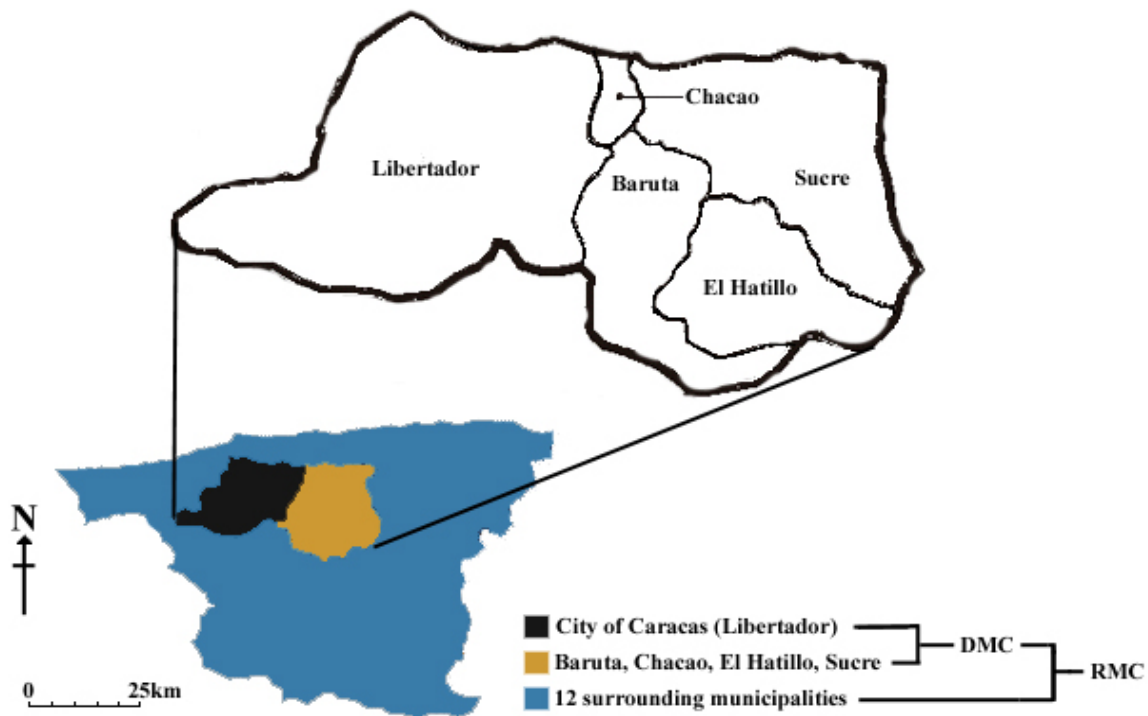 Chacao
Libertador
Baruta
Sucre
El Hatillo
N
0 25km
City of Caracas (Libertador)
Baruta, Chacao, El Hatillo, Sucre
12 surrounding municipalities
DMC
RMC